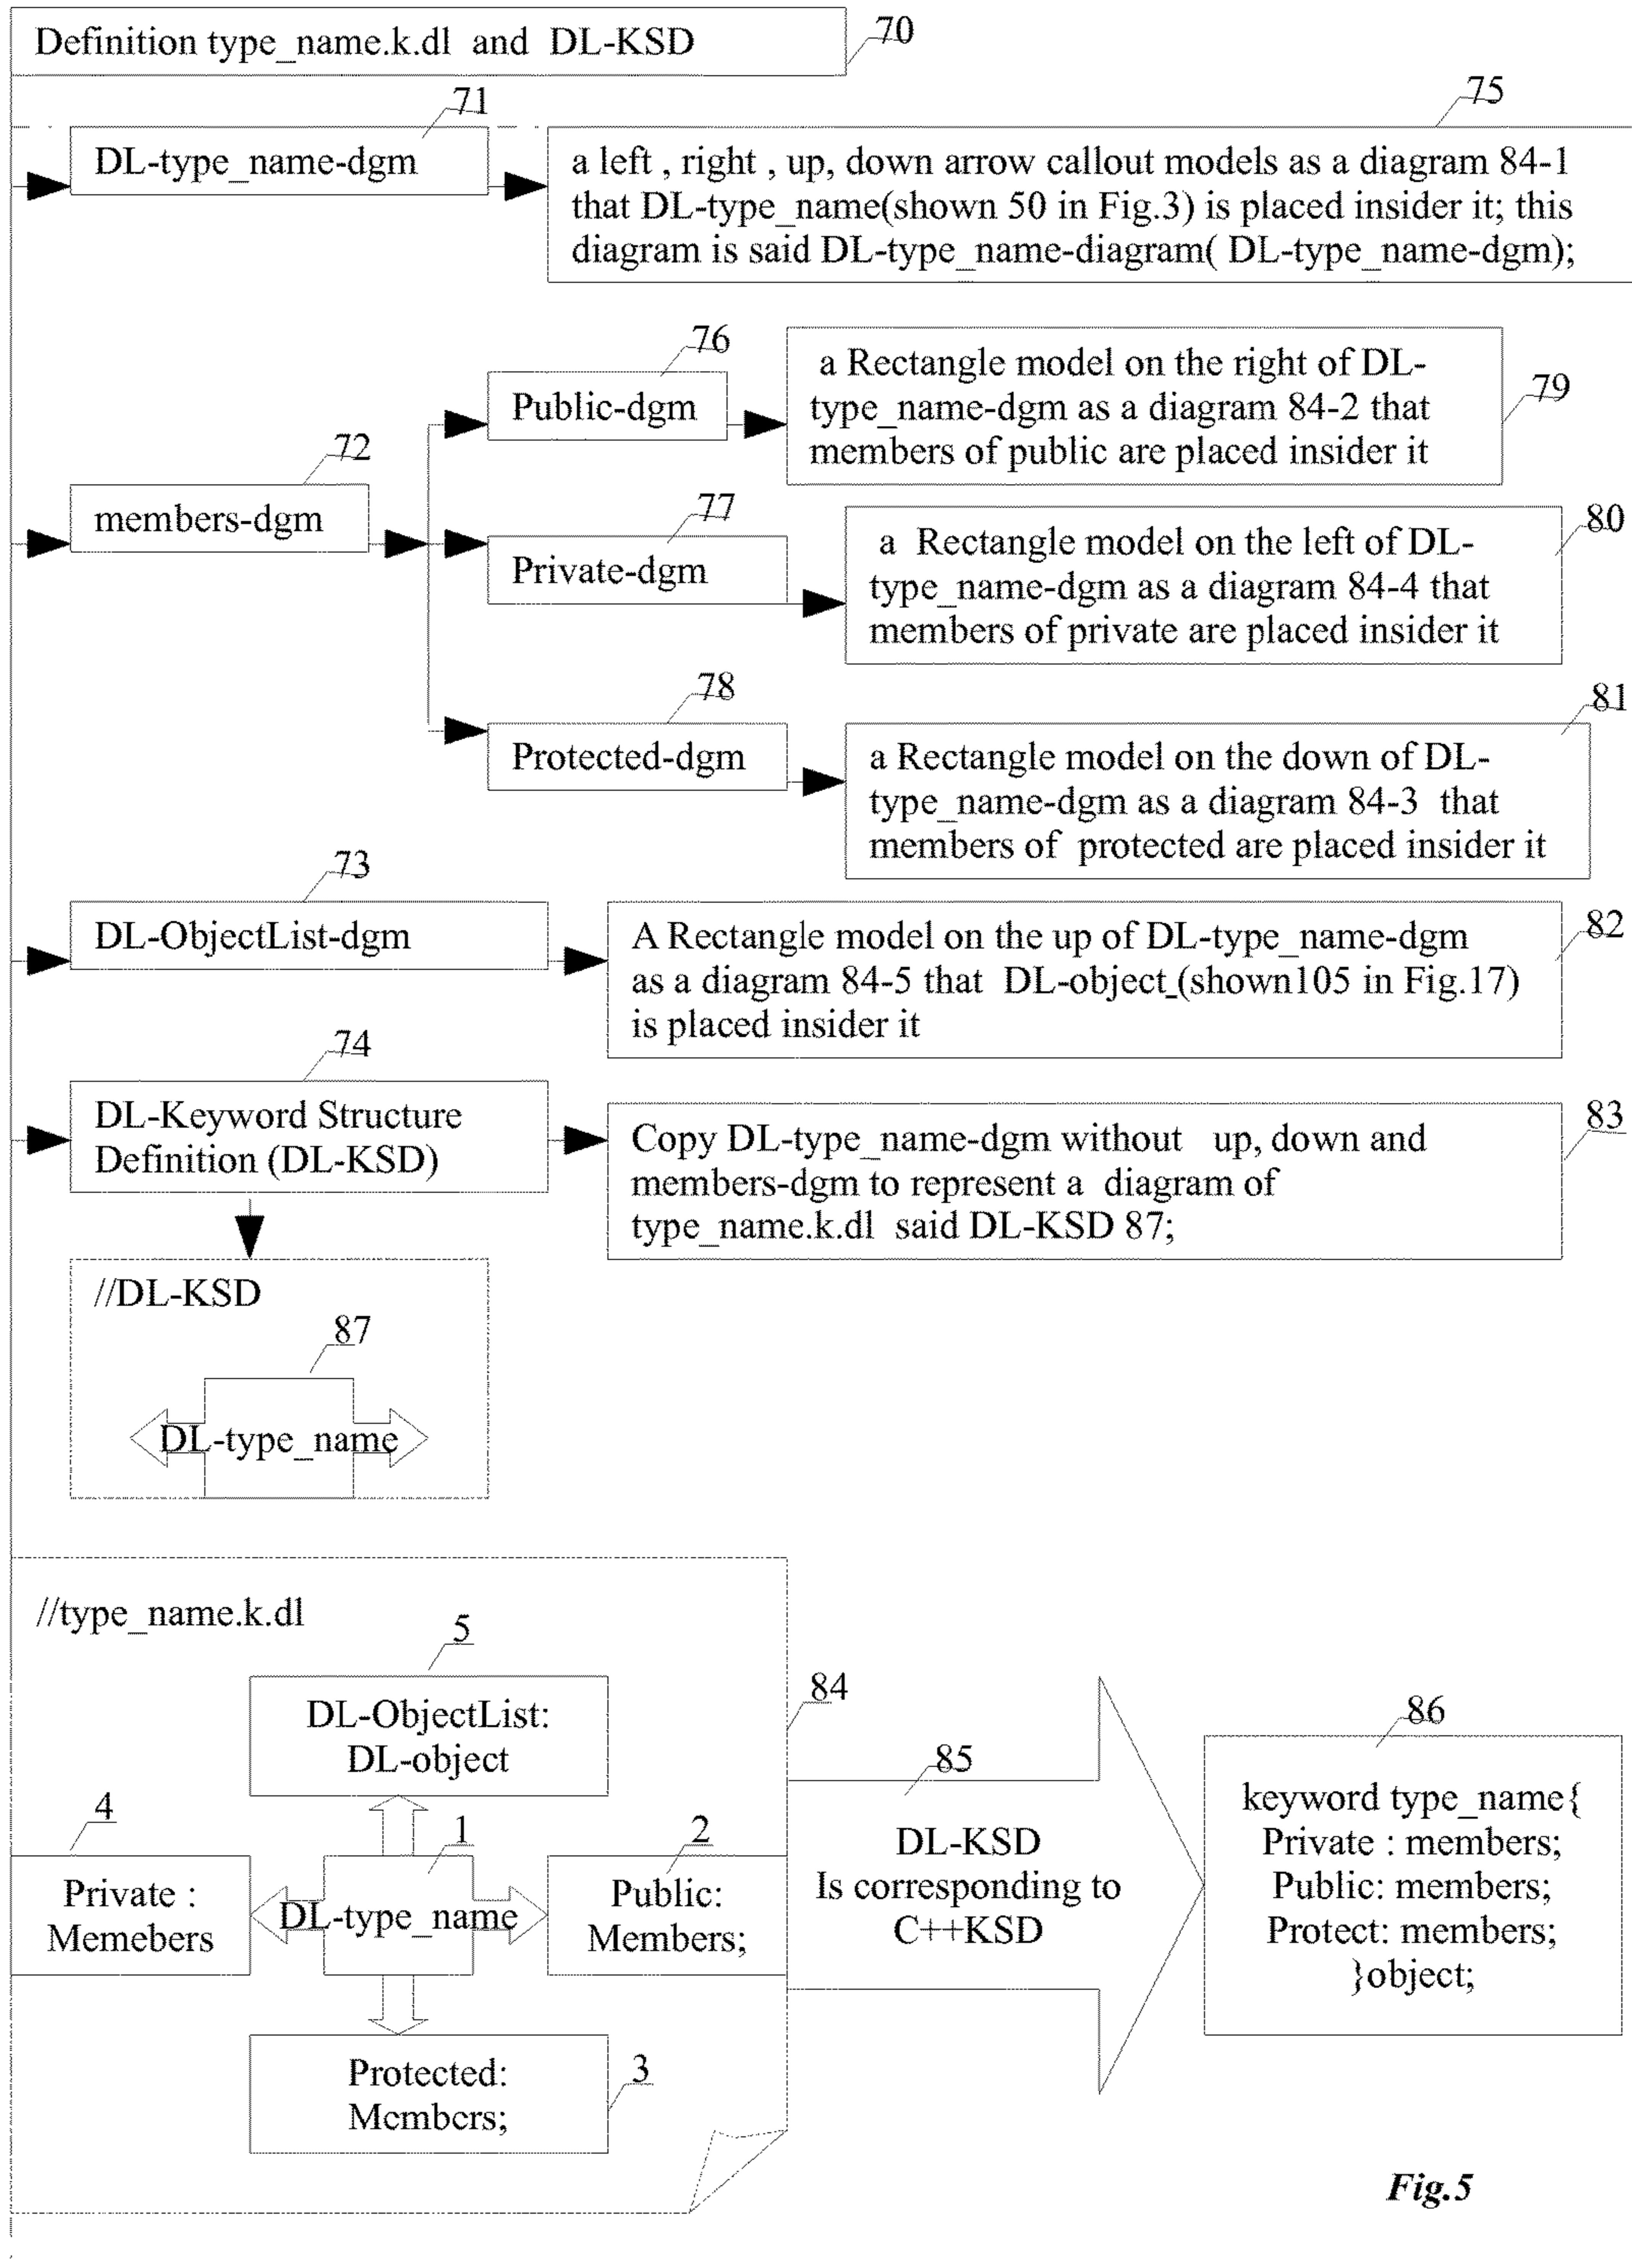 Definition type_name.k.dl and DL-KSD
70
71
DL-type_name-dgm
75
a left , right , up, down arrow callout models as a diagram 84-1
that DL-type_name(shown 50 in Fig.3) is placed insider it; this
diagram is said DL-type_name-diagram( DL-type_name-dgm);
72
members-dgm
76
Public-dgm
79
a Rectangle model on the right of DL-
type_name-dgm as a diagram 84-2 that
members of public are placed insider it
77
Private-dgm
80
a Rectangle model on the left of DL-
type_name-dgm as a diagram 84-4 that
members of private are placed insider it
78
Protected-dgm
81
a Rectangle model on the down of DL-
type_name-dgm as a diagram 84-3 that
members of protected are placed insider it
73
DL-ObjectList-dgm
82
A Rectangle model on the up of DL-type_name-dgm
as a diagram 84-5 that DL-object_(shown105 in Fig.17)
is placed insider it
74
DL-Keyword Structure
Definition (DL-KSD)
83
Copy DL-type_name-dgm without up, down and
members-dgm to represent a diagram of
type_name.k.dl said DL-KSD 87;
//DL-KSD
87
DL-type_name
//type_name.k.dl
5
DL-ObjectList:
DL-object
84
4
Private :
Memebers
1
DL-type_name
2
Public:
Members;
3
Protected:
Members;
85
DL-KSD
Is corresponding to
C++KSD
86
keyword type_name{
Private : members;
Public: members;
Protect: members;
}object;
Fig.5